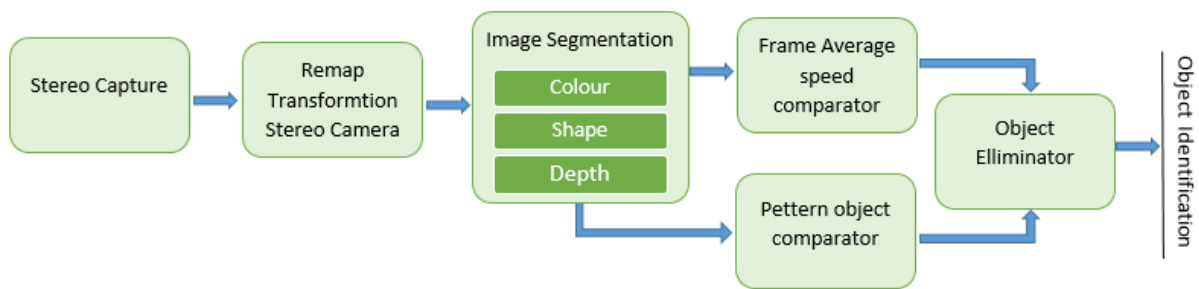 Stereo Capture
Remap
Transformtion
Stereo Camera
Image Segmentation
Colour
Shape
Depth
Frame Average
speed
comparator
Pettern object
comparator
Object
Elliminator
Object Identification